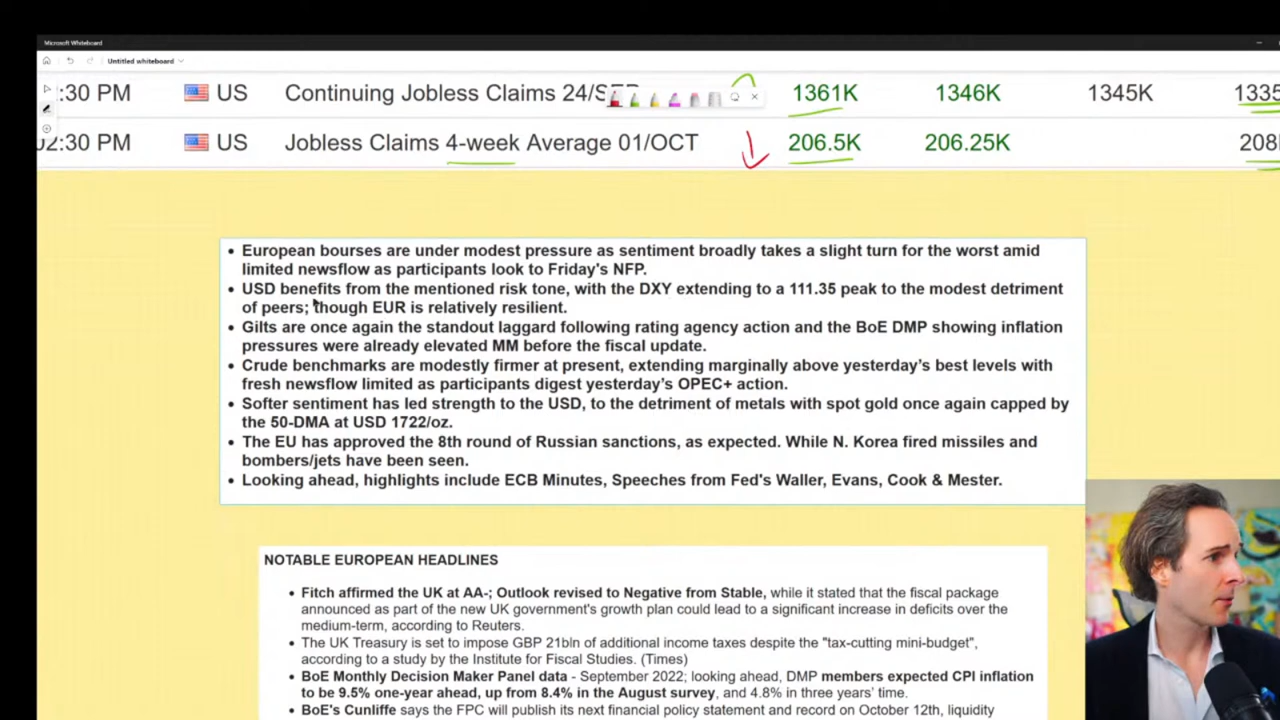 Microsoft Whiteboard
Untitled whiteboard
:30 PM US Continuing Jobless Claims 24/SEP 1361K 1346K 1345K 1335
02:30 PM US Jobless Claims 4-week Average 01/OCT 206.5K 206.25K 208
• European bourses are under modest pressure as sentiment broadly takes a slight turn for the worst amid
limited newsflow as participants look to Friday's NFP.
• USD benefits from the mentioned risk tone, with the DXY extending to a 111.35 peak to the modest detriment
of peers; though EUR is relatively resilient.
• Gilts are once again the standout laggard following rating agency action and the BoE DMP showing inflation
pressures were already elevated MM before the fiscal update.
• Crude benchmarks are modestly firmer at present, extending marginally above yesterday's best levels with
fresh newsflow limited as participants digest yesterday's OPEC+ action.
• Softer sentiment has led strength to the USD, to the detriment of metals with spot gold once again capped by
the 50-DMA at USD 1722/oz.
• The EU has approved the 8th round of Russian sanctions, as expected. While N. Korea fired missiles and
bombers/jets have been seen.
• Looking ahead, highlights include ECB Minutes, Speeches from Fed's Waller, Evans, Cook & Mester.
NOTABLE EUROPEAN HEADLINES
• Fitch affirmed the UK at AA-; Outlook revised to Negative from Stable, while it stated that the fiscal package
announced as part of the new UK government's growth plan could lead to a significant increase in deficits over the
medium-term, according to Reuters.
• The UK Treasury is set to impose GBP 21bln of additional income taxes despite the "tax-cutting mini-budget",
according to a study by the Institute for Fiscal Studies. (Times)
• BoE Monthly Decision Maker Panel data - September 2022; looking ahead, DMP members expected CPI inflation
to be 9.5% one-year ahead, up from 8.4% in the August survey, and 4.8% in three years' time.
• BoE's Cunliffe says the FPC will publish its next financial policy statement and record on October 12th, liquidity